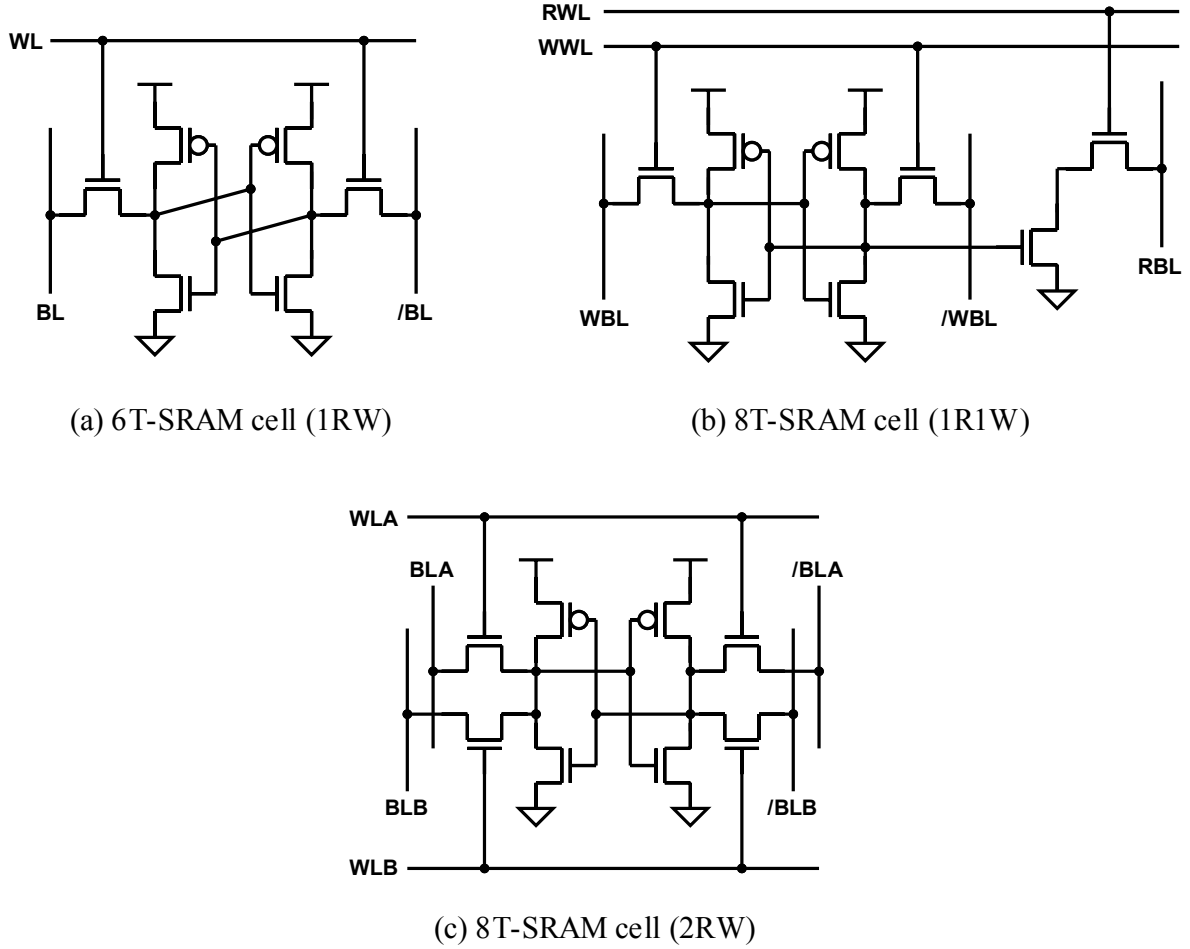 RWL
WL
WWL
BL
/BL
WBL
/WBL
RBL
(a) 6T-SRAM cell (1RW)
(b) 8T-SRAM cell (1R1W)
WLA
BLA
/BLA
BLB
/BLB
WLB
(c) 8T-SRAM cell (2RW)